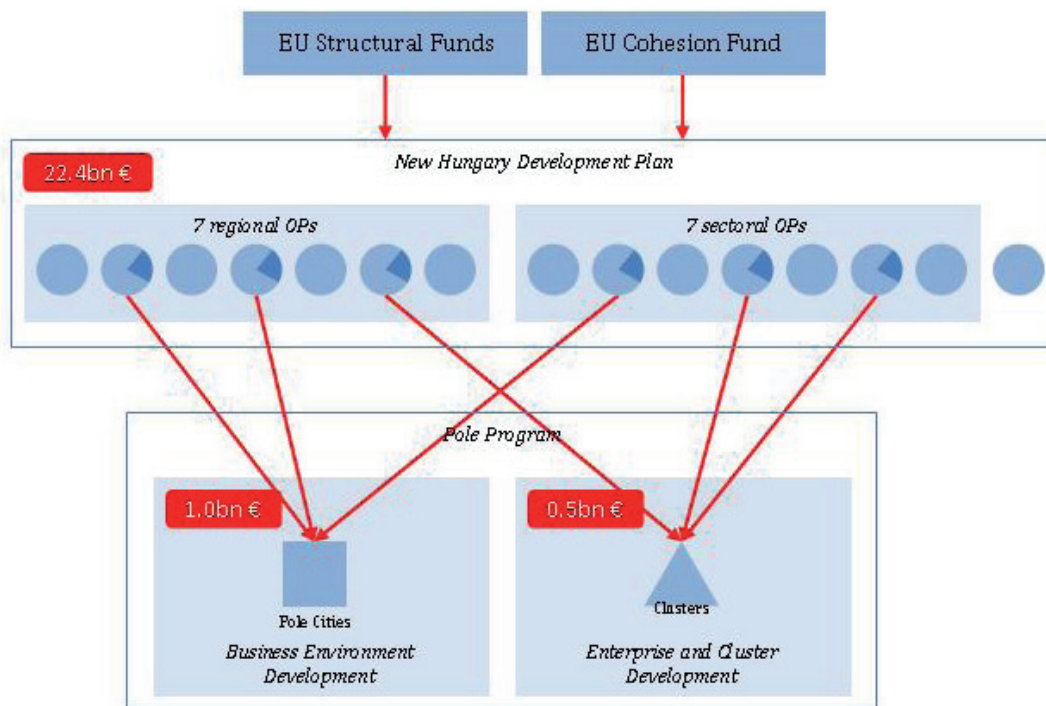 EU Structural Funds
EU Cohesion Fund
New Hungary Development Plan
22.4bn €
7 regional OPs
7 sectoral OPs
Pole Program
1.0bn €
0.5bn €
Pole Cities
Clusters
Business Environment
Development
Enterprise and Cluster
Development